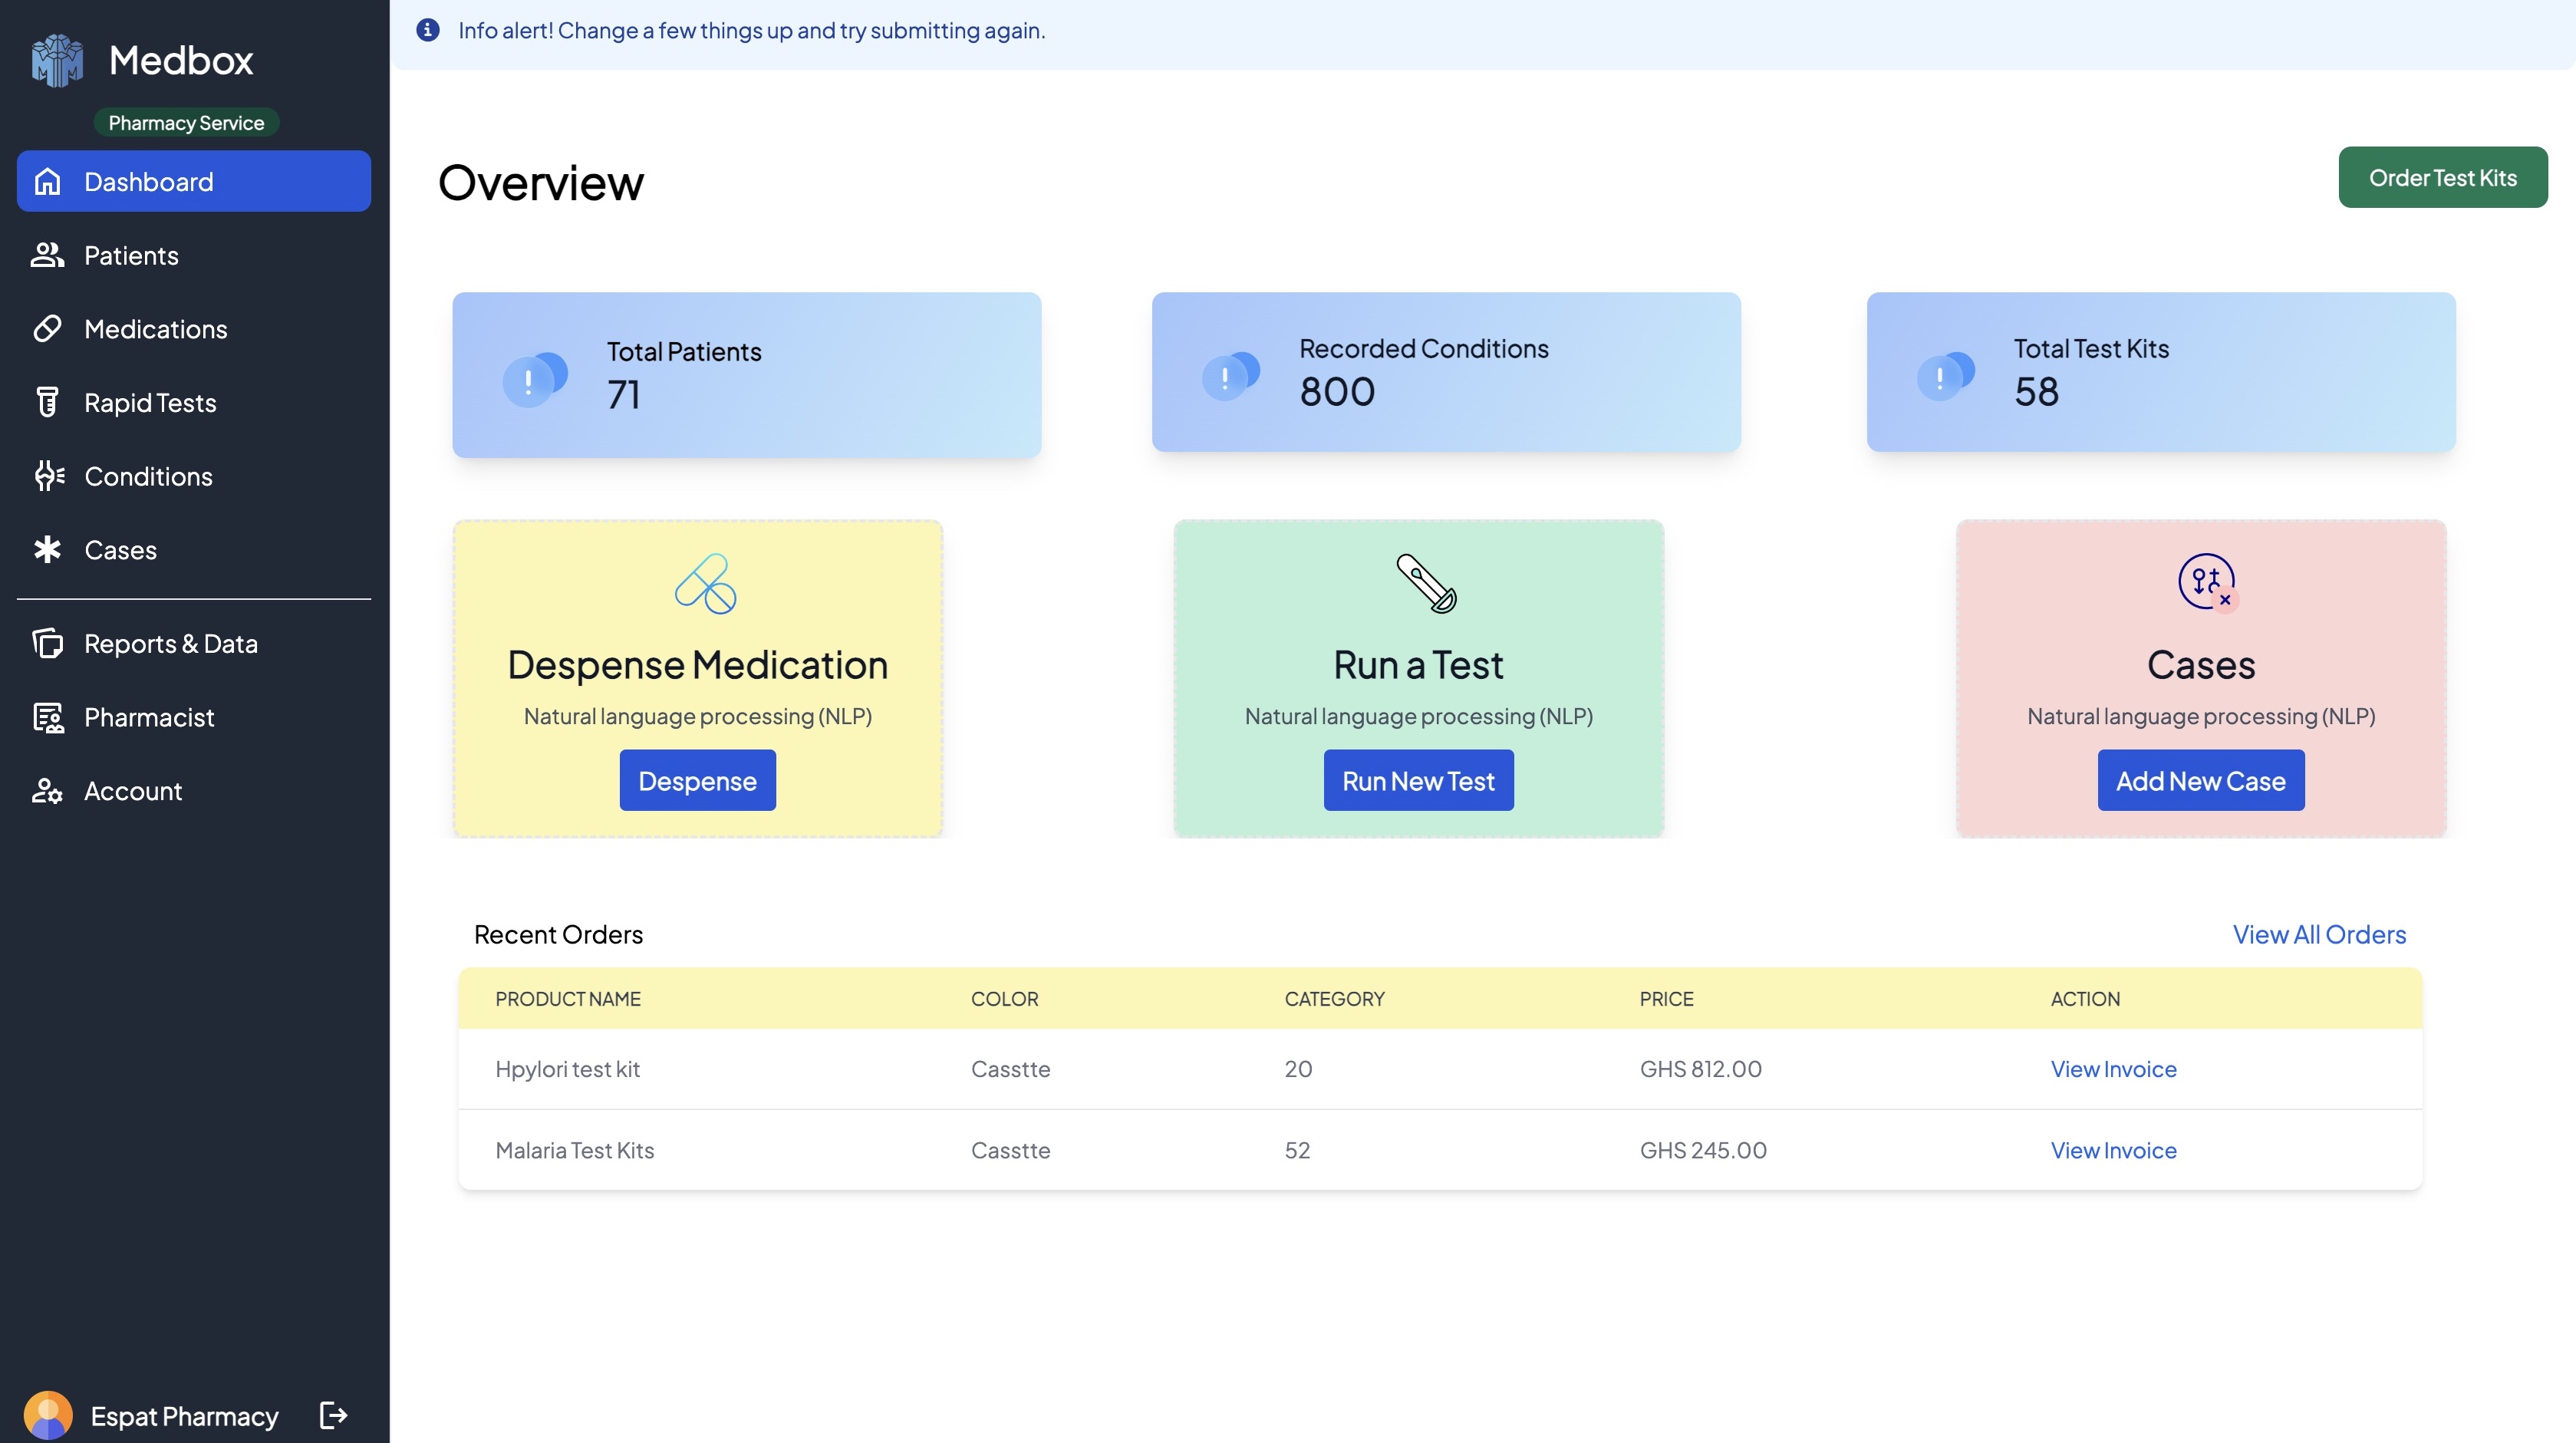 Medbox
Pharmacy Service
Dashboard
Patients
Medications
Rapid Tests
Conditions
Cases
Reports & Data
Pharmacist
Account
Espat Pharmacy
Info alert! Change a few things up and try submitting again.
Overview
Order Test Kits
Total Patients
71
Recorded Conditions
800
Total Test Kits
58
Despense Medication
Natural language processing (NLP)
Despense
Run a Test
Natural language processing (NLP)
Run New Test
Cases
Natural language processing (NLP)
Add New Case
Recent Orders
View All Orders
PRODUCT NAME COLOR CATEGORY PRICE ACTION
Hpylori test kit Casstte 20 GHS 812.00 View Invoice
Malaria Test Kits Casstte 52 GHS 245.00 View Invoice